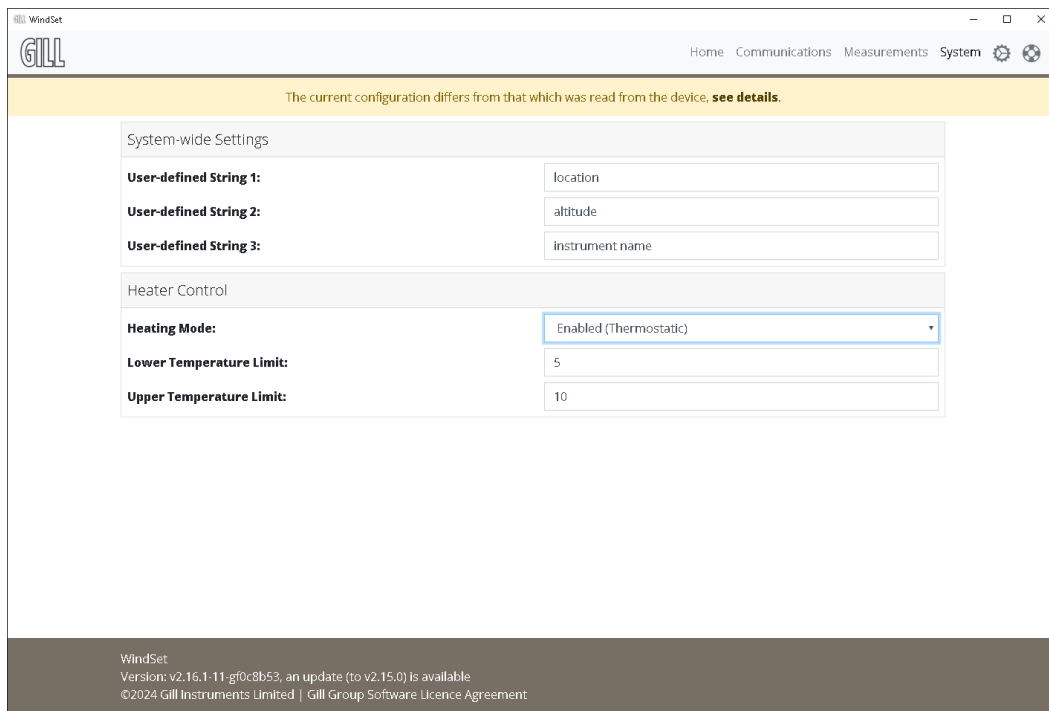 GILL WindSet
GILL
Home Communications Measurements System
The current configuration differs from that which was read from the device, see details.
System-wide Settings
User-defined String 1: location
User-defined String 2: altitude
User-defined String 3: instrument name
Heater Control
Heating Mode: Enabled (Thermostatic)
Lower Temperature Limit: 5
Upper Temperature Limit: 10
WindSet
Version: v2.16.1-11-gf0c8b53, an update (to v2.15.0) is available
©2024 Gill Instruments Limited | Gill Group Software Licence Agreement